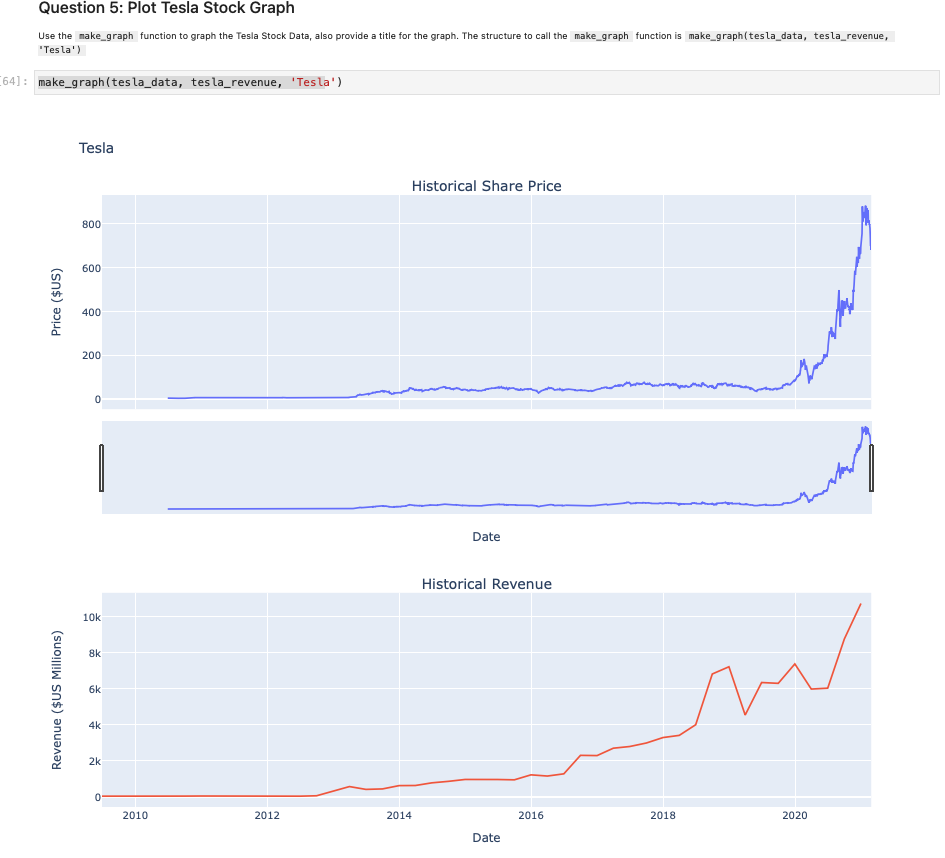 Question 5: Plot Tesla Stock Graph
Use the make_graph function to graph the Tesla Stock Data, also provide a title for the graph. The structure to call the make_graph function is make_graph(tesla_data, tesla_revenue,
'Tesla')
[64]:
make_graph(tesla_data, tesla_revenue, 'Tesla')
Tesla
Historical Share Price
800
600
400
200
0
Price ($US)
Date
Historical Revenue
10k
8k
6k
4k
2k
0
Revenue ($US Millions)
2010 2012 2014 2016 2018 2020
Date